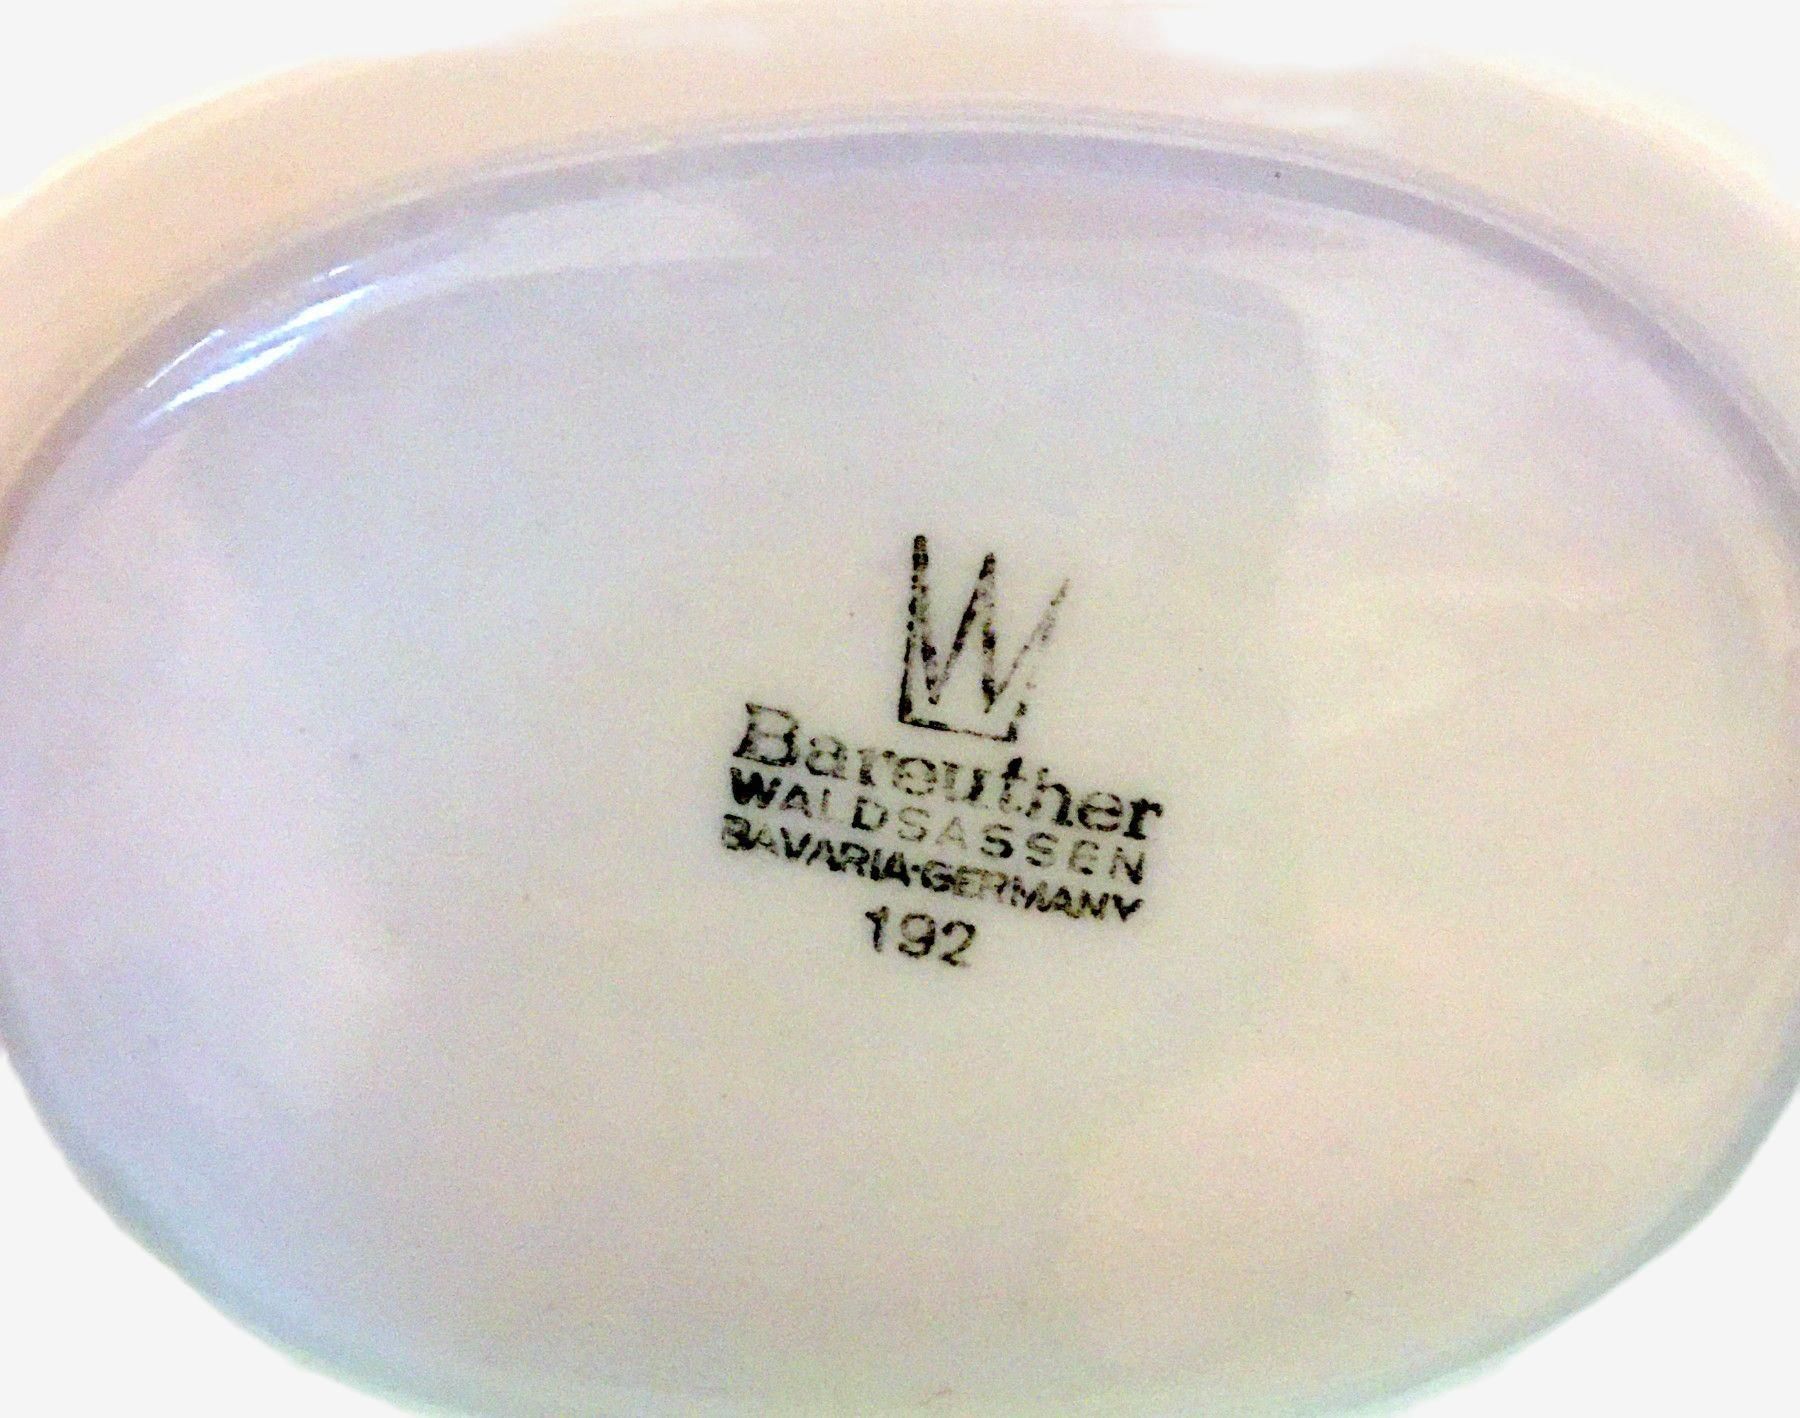 W
Bareuther
WALDSASSEN
BAVARIA·GERMANY
192